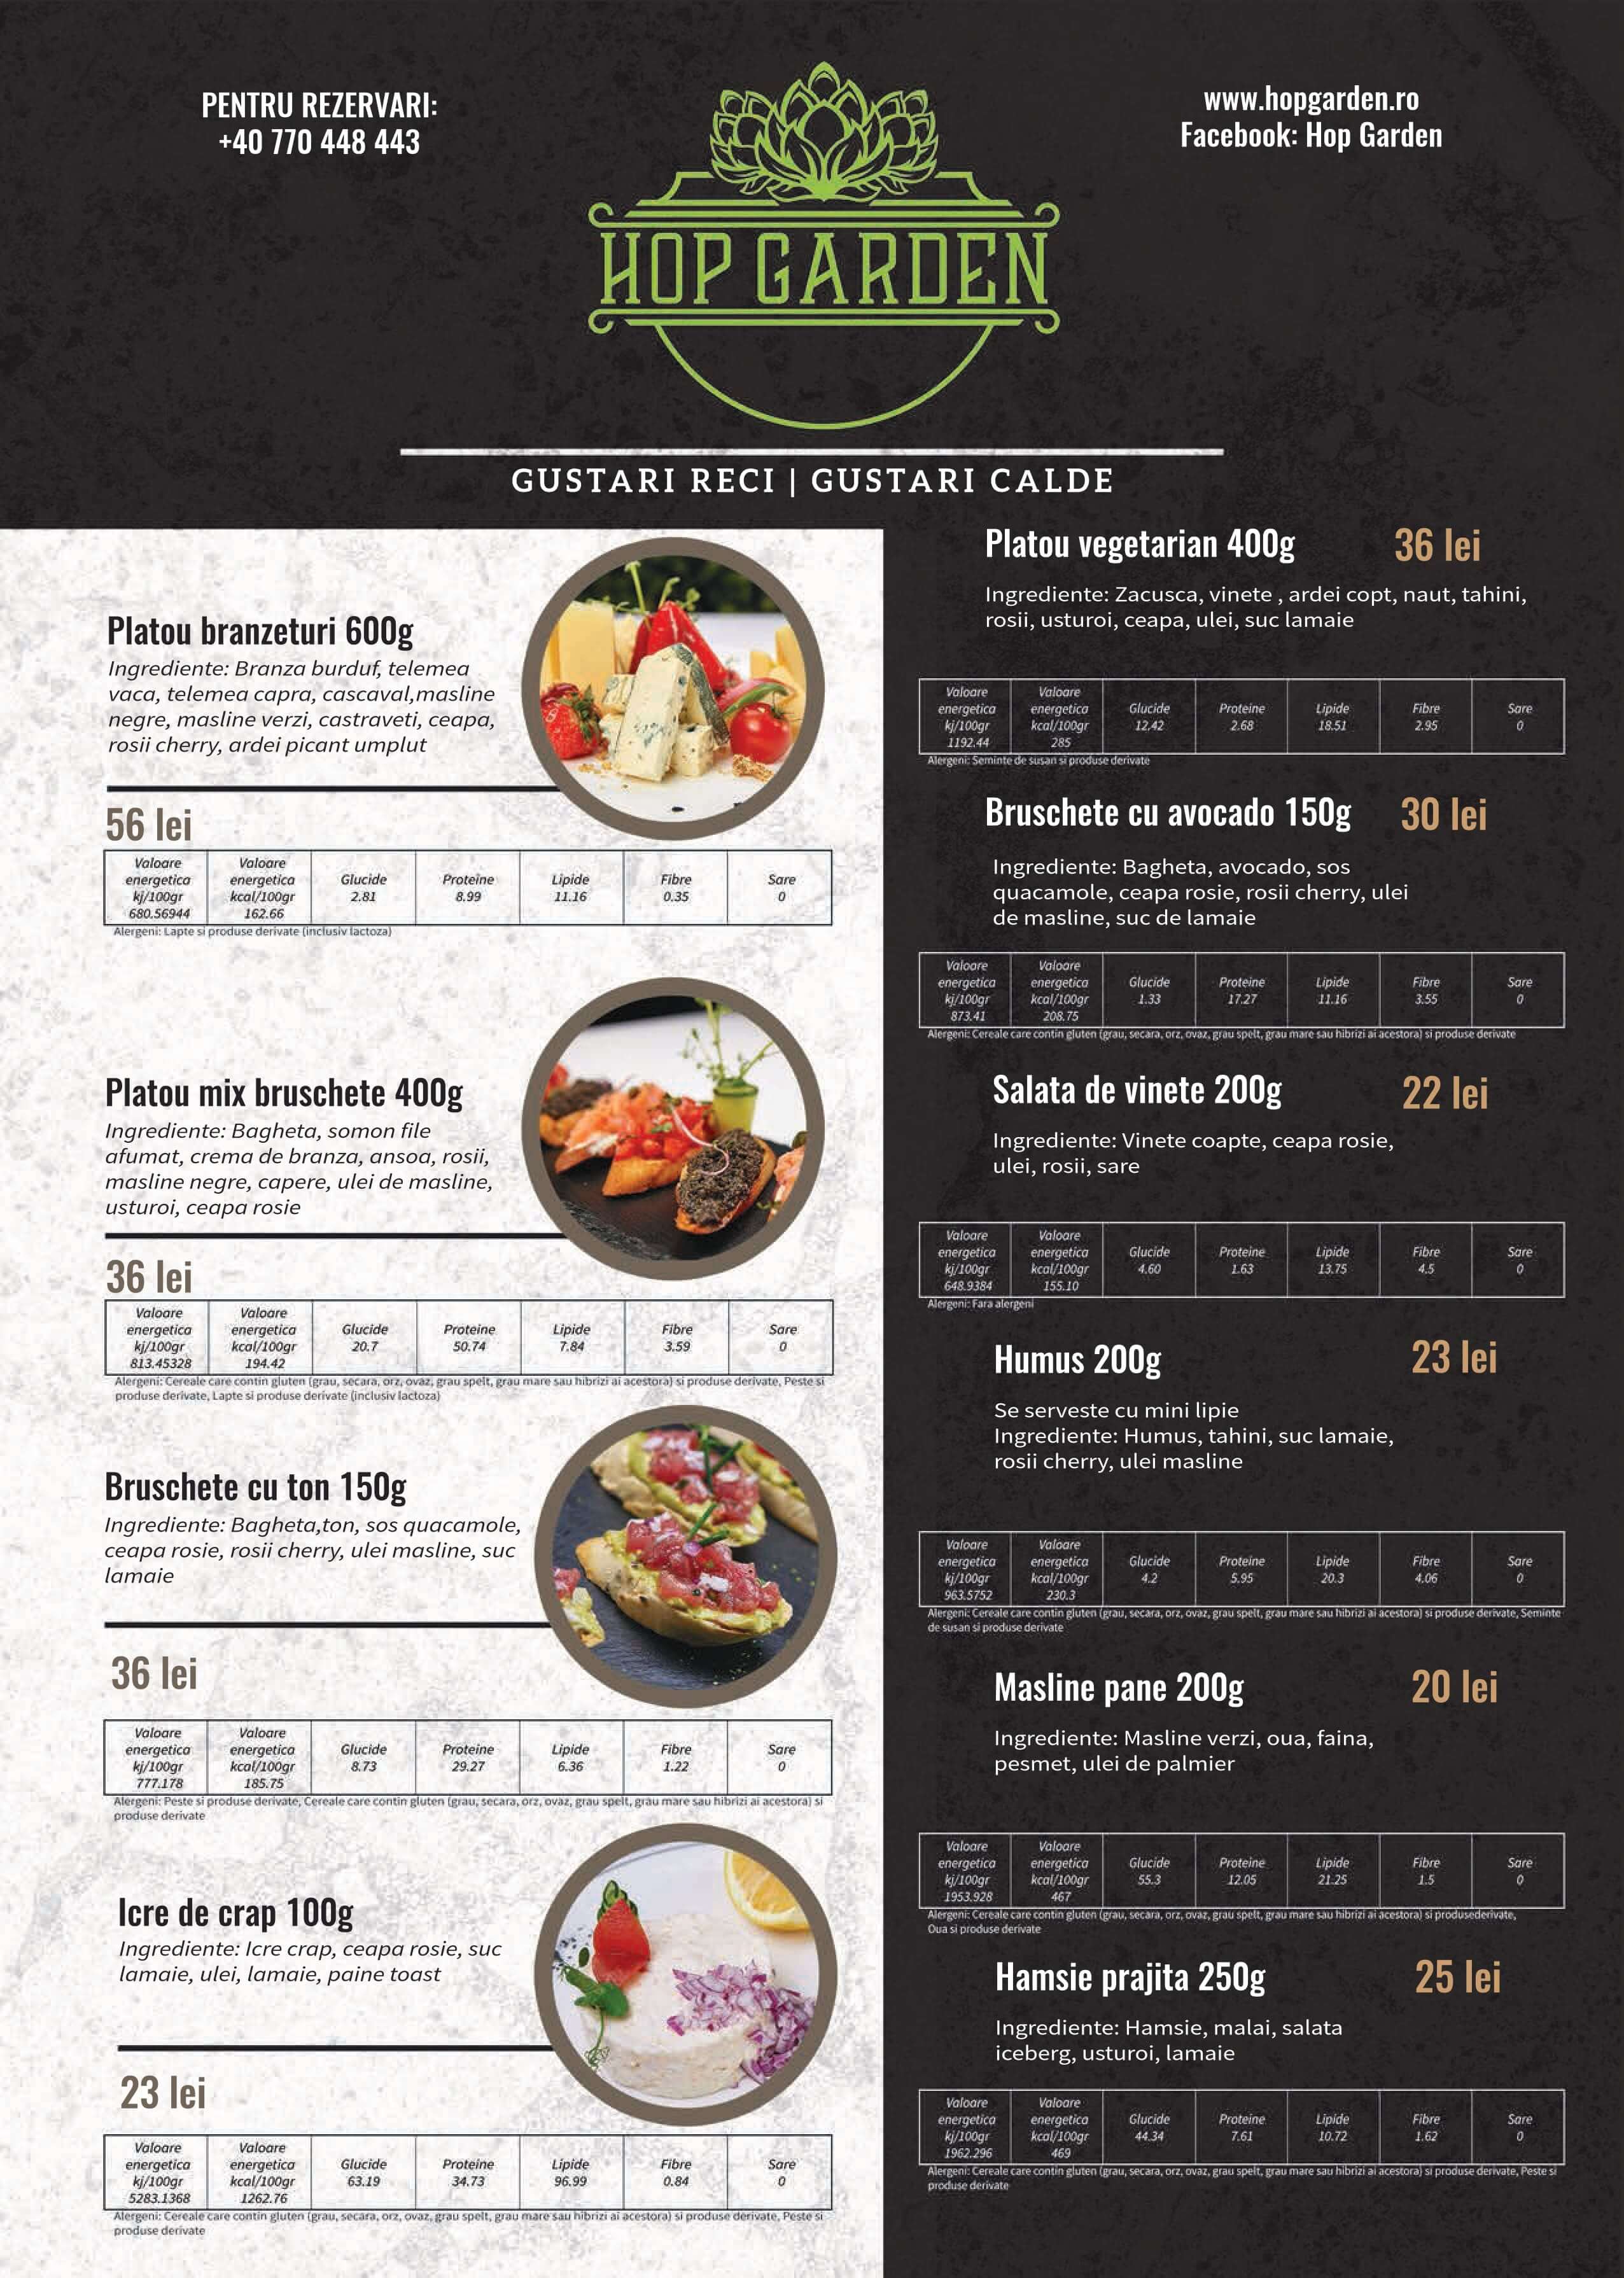 PENTRU REZERVARI:
+40 770 448 443
www.hopgarden.ro
Facebook: Hop Garden
HOP GARDEN
GUSTARI RECI | GUSTARI CALDE
Platou branzeturi 600g
Ingrediente: Branza burduf, telemea
vaca, telemea capra, cascaval,masline
negre, masline verzi, castraveti, ceapa,
rosii cherry, ardei picant umplut
56 lei
Valoare energetica kj/100gr 680.56944
Valoare energetica kcal/100gr 162.66
Glucide 2.81
Proteine 8.99
Lipide 11.16
Fibre 0.35
Sare 0
Alergeni: Lapte si produse derivate (inclusiv lactoza)
Platou mix bruschete 400g
Ingrediente: Bagheta, somon file
afumat, crema de branza, ansoa, rosii,
masline negre, capere, ulei de masline,
usturoi, ceapa rosie
36 lei
Valoare energetica kj/100gr 813.45328
Valoare energetica kcal/100gr 194.42
Glucide 20.7
Proteine 50.74
Lipide 7.84
Fibre 3.59
Sare 0
Alergeni: Cereale care contin gluten (grau, secara, orz, ovaz, grau spelt, grau mare sau hibrizi ai acestora) si produse derivate, Peste si
produse derivate, Lapte si produse derivate (inclusiv lactoza)
Bruschete cu ton 150g
Ingrediente: Bagheta,ton, sos quacamole,
ceapa rosie, rosii cherry, ulei masline, suc
lamaie
36 lei
Valoare energetica kj/100gr 777.178
Valoare energetica kcal/100gr 185.75
Glucide 8.73
Proteine 29.27
Lipide 6.36
Fibre 1.22
Sare 0
Alergeni: Peste si produse derivate, Cereale care contin gluten (grau, secara, orz, ovaz, grau spelt, grau mare sau hibrizi ai acestora) si
produse derivate
Icre de crap 100g
Ingrediente: Icre crap, ceapa rosie, suc
lamaie, ulei, lamaie, paine toast
23 lei
Valoare energetica kj/100gr 5283.1368
Valoare energetica kcal/100gr 1262.76
Glucide 63.19
Proteine 34.73
Lipide 96.99
Fibre 0.84
Sare 0
Alergeni: Cereale care contin gluten (grau, secara, orz, ovaz, grau spelt, grau mare sau hibrizi ai acestora) si produse derivate, Peste si
produse derivate
Platou vegetarian 400g 36 lei
Ingrediente: Zacusca, vinete , ardei copt, naut, tahini,
rosii, usturoi, ceapa, ulei, suc lamaie
Valoare energetica kj/100gr 1192.44
Valoare energetica kcal/100gr 285
Glucide 12,42
Proteine 2.68
Lipide 18.51
Fibre 2.95
Sare 0
Alergeni: Seminte de susan si produse derivate
Bruschete cu avocado 150g 30 lei
Ingrediente: Bagheta, avocado, sos
quacamole, ceapa rosie, rosii cherry, ulei
de masline, suc de lamaie
Valoare energetica kj/100gr 873.41
Valoare energetica kcal/100gr 208.75
Glucide 1.33
Proteine 17.27
Lipide 11.16
Fibre 3.55
Sare 0
Alergeni: Cereale care contin gluten (grau, secara, orz, ovaz, grau spelt, grau mare sau hibrizi ai acestora) si produse derivate
Salata de vinete 200g 22 lei
Ingrediente: Vinete coapte, ceapa rosie,
ulei, rosii, sare
Valoare energetica kj/100gr 648.9384
Valoare energetica kcal/100gr 155.10
Glucide 4.60
Proteine 1.63
Lipide 13.75
Fibre 4.5
Sare 0
Alergeni: Fara alergeni
Humus 200g 23 lei
Se serveste cu mini lipie
Ingrediente: Humus, tahini, suc lamaie,
rosii cherry, ulei masline
Valoare energetica kj/100gr 963.5752
Valoare energetica kcal/100gr 230.3
Glucide 4.2
Proteine 5.95
Lipide 20.3
Fibre 4.06
Sare 0
Alergeni: Cereale care contin gluten (grau, secara, orz, ovaz, grau spelt, grau mare sau hibrizi ai acestora) si produse derivate, Seminte
de susan si produse derivate
Masline pane 200g 20 lei
Ingrediente: Masline verzi, oua, faina,
pesmet, ulei de palmier
Valoare energetica kj/100gr 1953.928
Valoare energetica kcal/100gr 467
Glucide 55.3
Proteine 12.05
Lipide 21.25
Fibre 1.5
Sare 0
Alergeni: Cereale care contin gluten (grau, secara, orz, ovaz, grau spelt, grau mare sau hibrizi ai acestora) si produsederivate,
Oua si produse derivate
Hamsie prajita 250g 25 lei
Ingrediente: Hamsie, malai, salata
iceberg, usturoi, lamaie
Valoare energetica kj/100gr 1962.296
Valoare energetica kcal/100gr 469
Glucide 44.34
Proteine 7.61
Lipide 10.72
Fibre 1.62
Sare 0
Alergeni: Cereale care contin gluten (grau, secara, orz, ovaz, grau spelt, grau mare sau hibrizi ai acestora) si produse derivate, Peste si
produse derivate